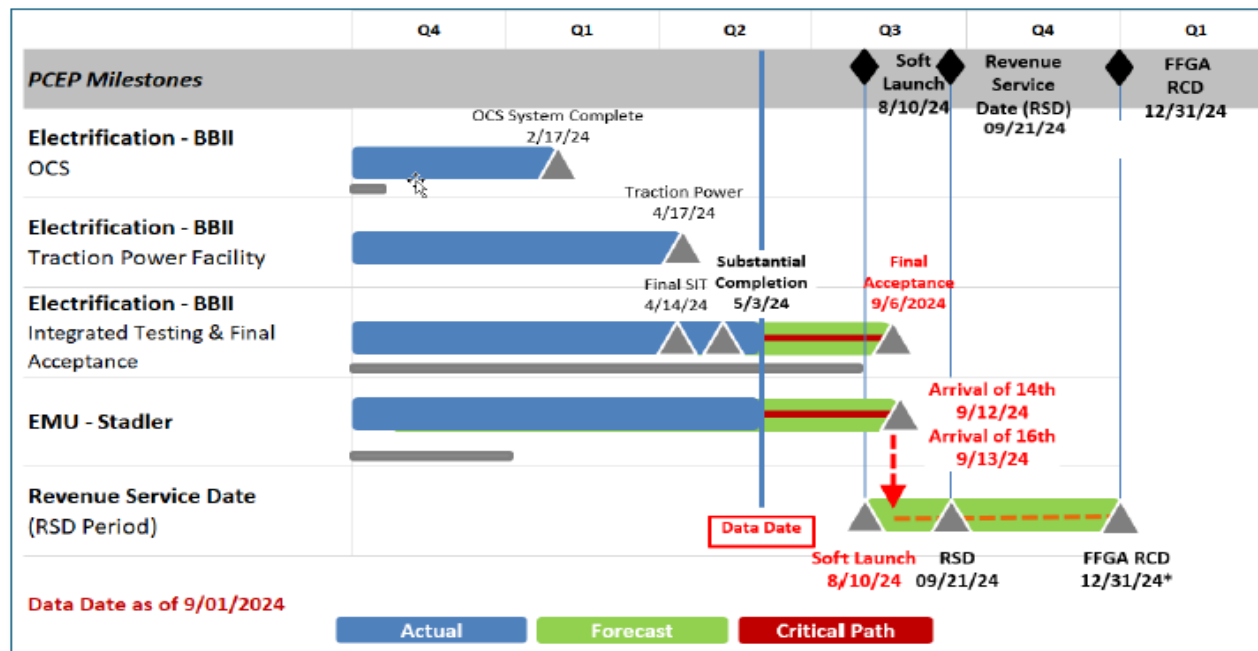 Q4 Q1 Q2 Q3 Q4 Q1
PCEP Milestones
Soft
Launch
8/10/24
Revenue
Service
Date (RSD)
09/21/24
FFGA
RCD
12/31/24
Electrification - BBII
OCS
OCS System Complete
2/17/24
Electrification - BBII
Traction Power Facility
Traction Power
4/17/24
Electrification - BBII
Integrated Testing & Final
Acceptance
Final SIT
4/14/24
Substantial
Completion
5/3/24
Final
Acceptance
9/6/2024
EMU - Stadler
Arrival of 14th
9/12/24
Arrival of 16th
9/13/24
Revenue Service Date
(RSD Period)
Data Date
Soft Launch
8/10/24
RSD
09/21/24
FFGA RCD
12/31/24*
Data Date as of 9/01/2024
Actual Forecast Critical Path